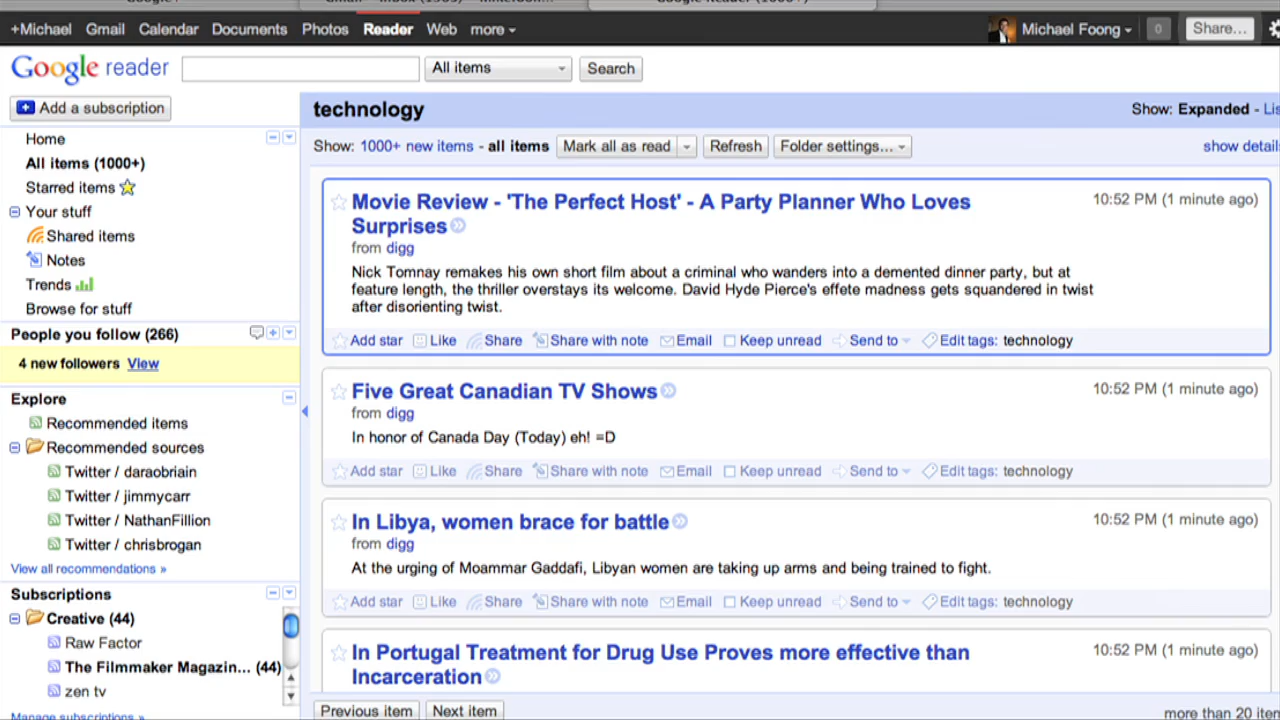 +Michael Gmail Calendar Documents Photos Reader Web more Michael Foong 0 Share...
Google reader All items Search
Add a subscription
Home
All items (1000+)
Starred items
Your stuff
Shared items
Notes
Trends
Browse for stuff
People you follow (266)
4 new followers View
Explore
Recommended items
Recommended sources
Twitter / daraobriain
Twitter / jimmycarr
Twitter / NathanFillion
Twitter / chrisbrogan
View all recommendations »
Subscriptions
Creative (44)
Raw Factor
The Filmmaker Magazin... (44)
zen tv
Manage subscriptions »
technology Show: Expanded -
Show: 1000+ new items - all items Mark all as read Refresh Folder settings... show detail
Movie Review - 'The Perfect Host' - A Party Planner Who Loves 10:52 PM (1 minute ago)
Surprises
from digg
Nick Tomnay remakes his own short film about a criminal who wanders into a demented dinner party, but at
feature length, the thriller overstays its welcome. David Hyde Pierce's effete madness gets squandered in twist
after disorienting twist.
Add star Like Share Share with note Email Keep unread Send to Edit tags: technology
Five Great Canadian TV Shows 10:52 PM (1 minute ago)
from digg
In honor of Canada Day (Today) eh! =D
Add star Like Share Share with note Email Keep unread Send to Edit tags: technology
In Libya, women brace for battle 10:52 PM (1 minute ago)
from digg
At the urging of Moammar Gaddafi, Libyan women are taking up arms and being trained to fight.
Add star Like Share Share with note Email Keep unread Send to Edit tags: technology
In Portugal Treatment for Drug Use Proves more effective than 10:52 PM (1 minute ago)
Incarceration
Previous item Next item more than 20